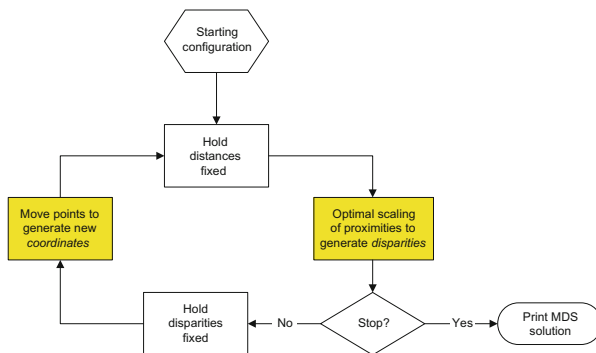 Starting
configuration
Hold
distances
fixed
Move points to
generate new
coordinates
Optimal scaling
of proximities to
generate disparities
Hold
disparities
fixed
No
Stop?
Yes
Print MDS
solution